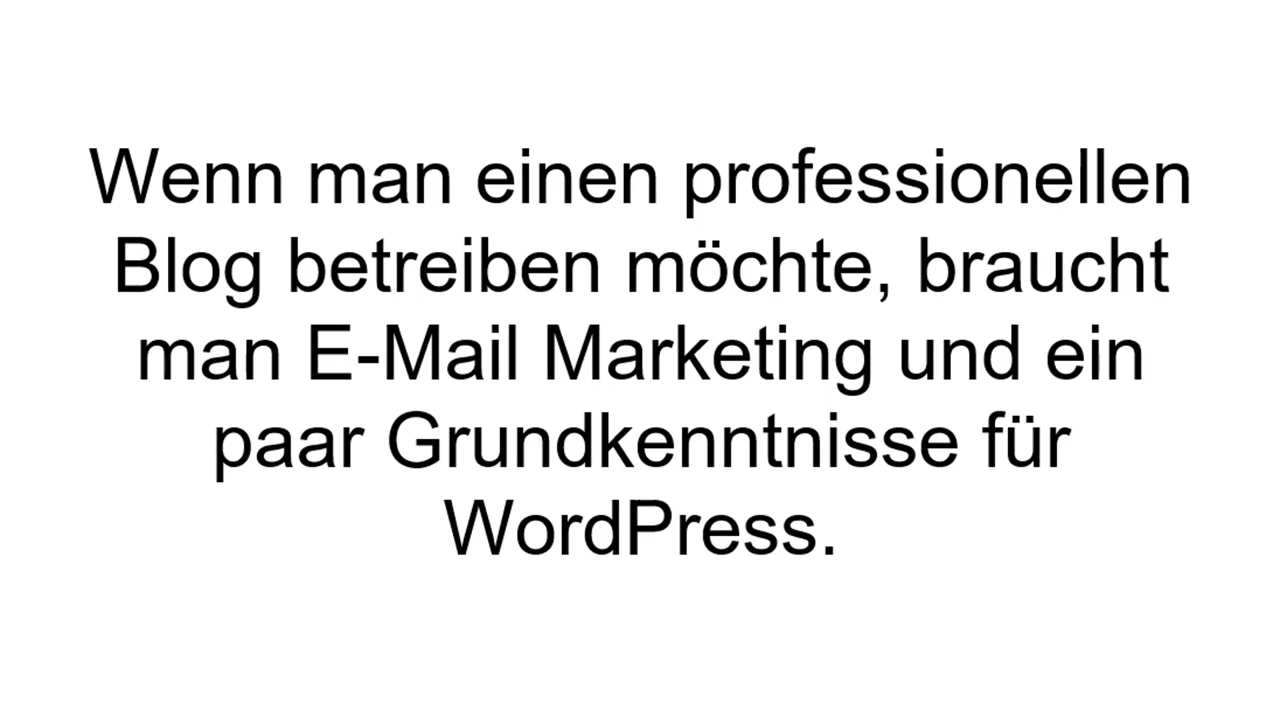 Wenn man einen professionellen
Blog betreiben möchte, braucht
man E-Mail Marketing und ein
paar Grundkenntnisse für
WordPress.